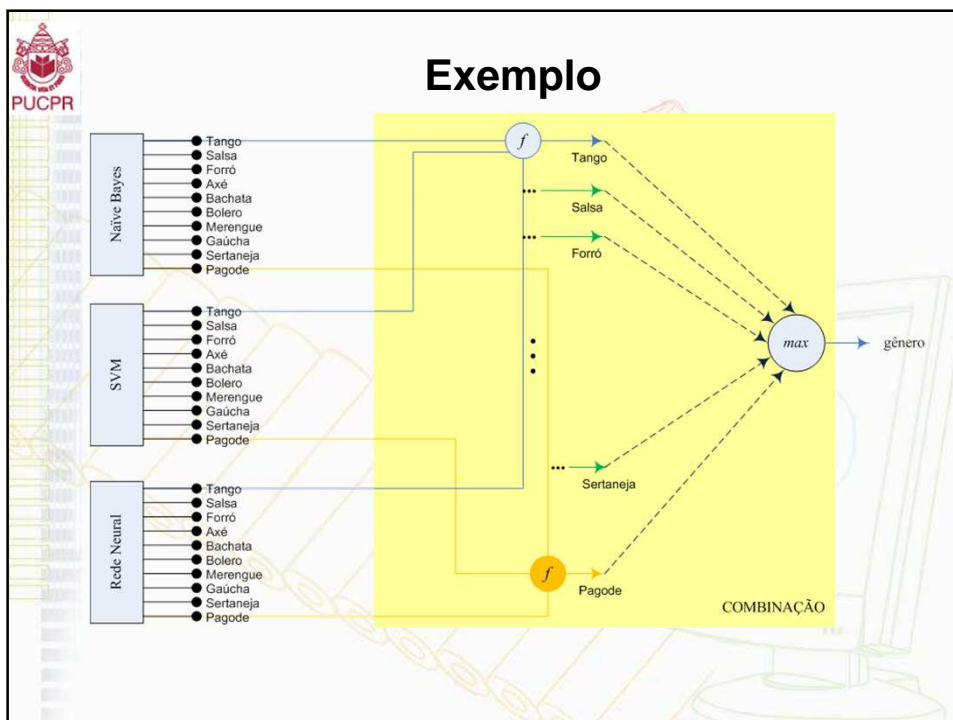 PUCPR
Exemplo
Naïve Bayes
Tango
Salsa
Forró
Axé
Bachata
Bolero
Merengue
Gaúcha
Sertaneja
Pagode
SVM
Tango
Salsa
Forró
Axé
Bachata
Bolero
Merengue
Gaúcha
Sertaneja
Pagode
Rede Neural
Tango
Salsa
Forró
Axé
Bachata
Bolero
Merengue
Gaúcha
Sertaneja
Pagode
f
Tango
... Salsa
... Forró
... Sertaneja
f
Pagode
max
gênero
COMBINAÇÃO